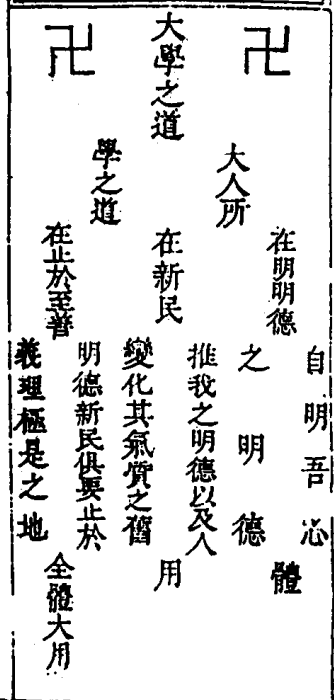 卍
大學之道
卍
大人所
學之道
在明明德
自明吾心
之明德
體
在新民
推我之明德以及人
變化其氣質之舊
用
在止於至善
明德新民俱要止於
義理極是之地
全體大用